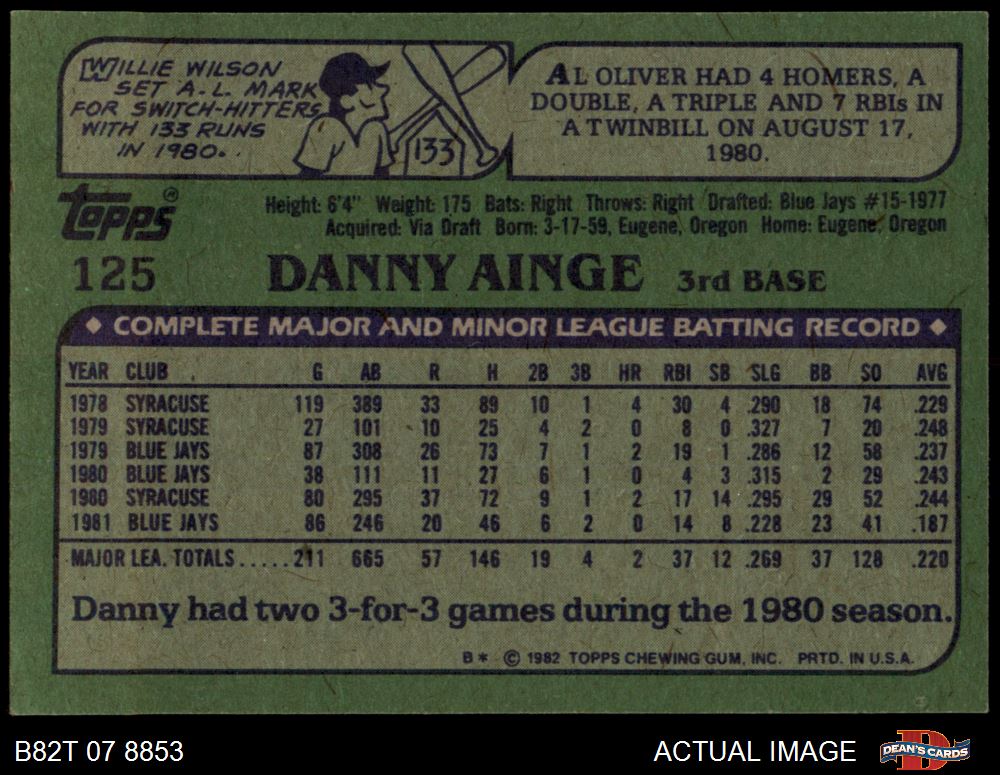 WILLIE WILSON
SET A.L. MARK
FOR SWITCH-HITTERS
WITH 133 RUNS
IN 1980.
133
AL OLIVER HAD 4 HOMERS, A
DOUBLE, A TRIPLE AND 7 RBIs IN
A TWINBILL ON AUGUST 17,
1980.
Topps®
Height: 6'4" Weight: 175 Bats: Right Throws: Right Drafted: Blue Jays #15-1977
Acquired: Via Draft Born: 3-17-59, Eugene, Oregon Home: Eugene, Oregon
125 DANNY AINGE 3rd BASE
♦ COMPLETE MAJOR AND MINOR LEAGUE BATTING RECORD ♦
YEAR CLUB G AB R H 2B 3B HR RBI SB SLG BB SO AVG
1978 SYRACUSE 119 389 33 89 10 1 4 30 4 .290 18 74 .229
1979 SYRACUSE 27 101 10 25 4 2 0 8 0 .327 7 20 .248
1979 BLUE JAYS 87 308 26 73 7 1 2 19 1 .286 12 58 .237
1980 BLUE JAYS 38 111 11 27 6 1 0 4 3 .315 2 29 .243
1980 SYRACUSE 80 295 37 72 9 1 2 17 14 .295 29 52 .244
1981 BLUE JAYS 86 246 20 46 6 2 0 14 8 .228 23 41 .187
MAJOR LEA. TOTALS.....211 665 57 146 19 4 2 37 12 .269 37 128 .220
Danny had two 3-for-3 games during the 1980 season.
B* © 1982 TOPPS CHEWING GUM, INC. PRTD. IN U.S.A.
B82T 07 8853 ACTUAL IMAGE D DEAN'S CARDS